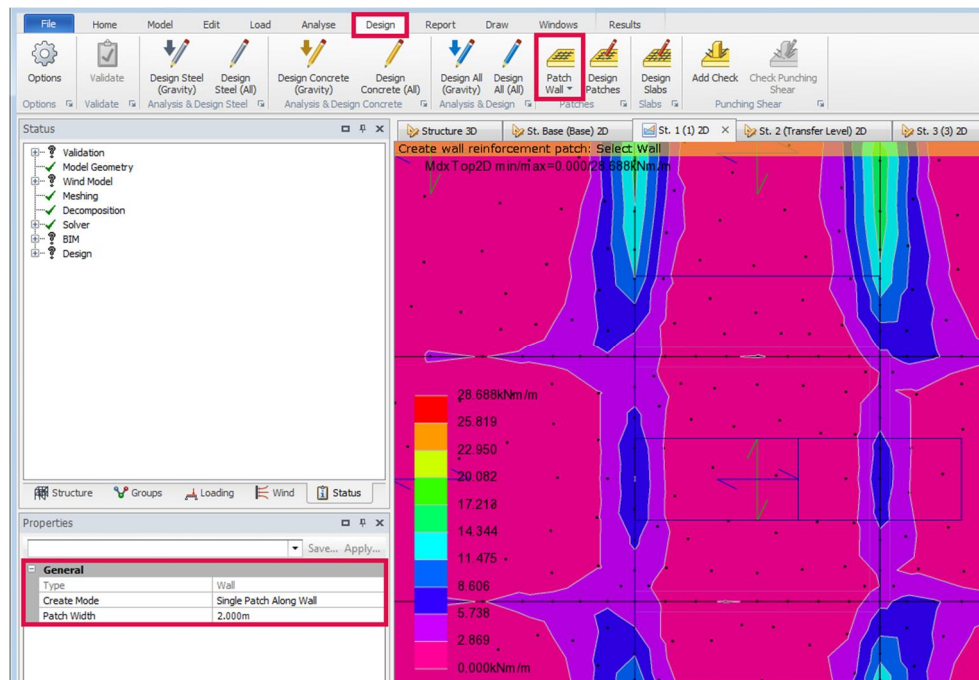 File Home Model Edit Load Analyse Design Report Draw Windows Results
Options Validate Design Steel (Gravity) Design Steel (All) Design Concrete (Gravity) Design Concrete (All) Design All (Gravity) Design All (All) Patch Wall Design Patches Design Slabs Add Check Check Punching Shear
Options Validate Analysis & Design Steel Analysis & Design Concrete Analysis & Design Patches Slabs Punching Shear
Status
Structure 3D St. Base (Base) 2D St. 1 (1) 2D St. 2 (Transfer Level) 2D St. 3 (3) 2D
Create wall reinforcement patch: Select Wall
MdxTop2D min/max=0.000/28.688kNm/m
Validation
Model Geometry
Wind Model
Meshing
Decomposition
Solver
BIM
Design
28.688kNm/m
25.819
22.950
20.082
17.213
14.344
11.475
8.606
5.738
2.869
0.000kNm/m
Structure Groups Loading Wind Status
Properties
Save... Apply...
General
Type Wall
Create Mode Single Patch Along Wall
Patch Width 2.000m